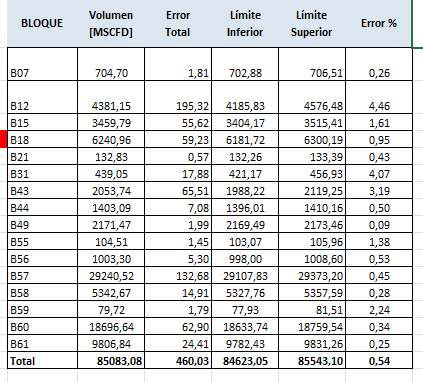 BLOQUE Volumen [MSCFD] Error Total Límite Inferior Límite Superior Error %
B07 704,70 1,81 702,88 706,51 0,26
B12 4381,15 195,32 4185,83 4576,48 4,46
B15 3459,79 55,62 3404,17 3515,41 1,61
B18 6240,96 59,23 6181,72 6300,19 0,95
B21 132,83 0,57 132,26 133,39 0,43
B31 439,05 17,88 421,17 456,93 4,07
B43 2053,74 65,51 1988,22 2119,25 3,19
B44 1403,09 7,08 1396,01 1410,16 0,50
B49 2171,47 1,99 2169,49 2173,46 0,09
B55 104,51 1,45 103,07 105,96 1,38
B56 1003,30 5,30 998,00 1008,60 0,53
B57 29240,52 132,68 29107,83 29373,20 0,45
B58 5342,67 14,91 5327,76 5357,59 0,28
B59 79,72 1,79 77,93 81,51 2,24
B60 18696,64 62,90 18633,74 18759,54 0,34
B61 9806,84 24,41 9782,43 9831,26 0,25
Total 85083,08 460,03 84623,05 85543,10 0,54